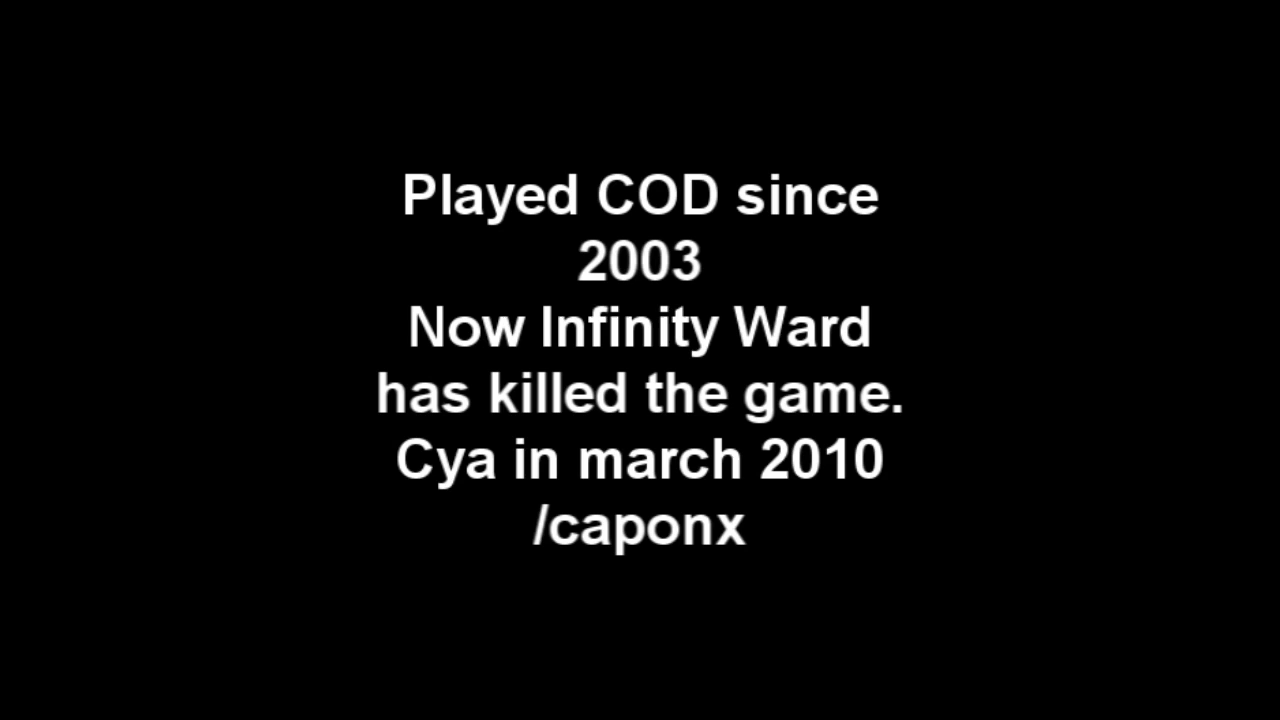 Played COD since
2003
Now Infinity Ward
has killed the game.
Cya in march 2010
/caponx